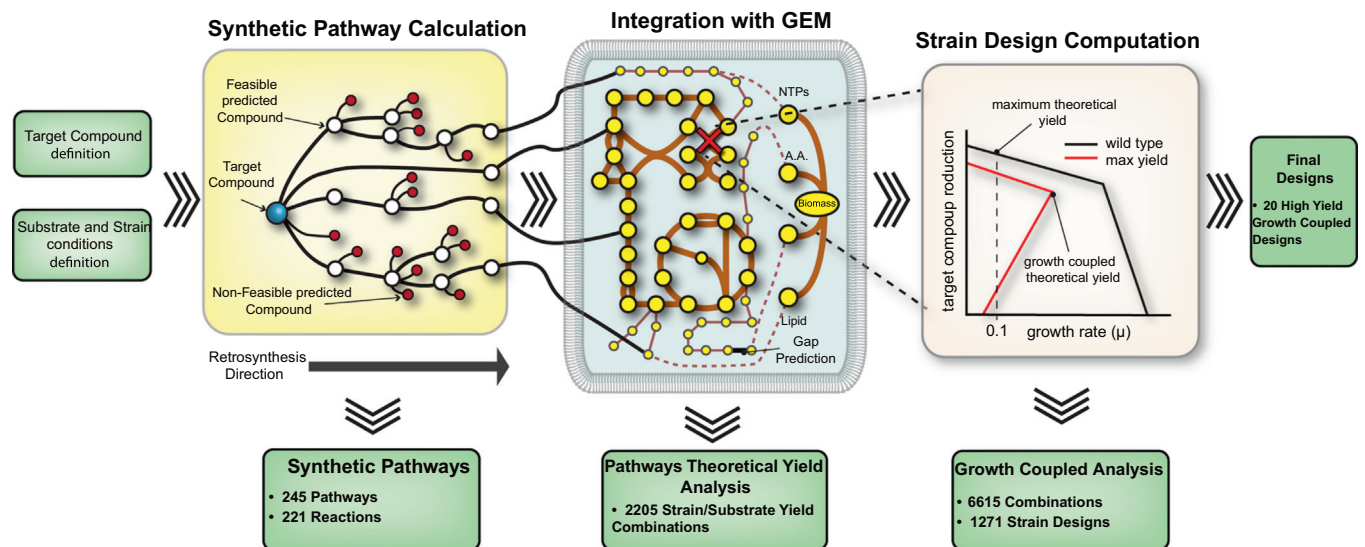 Synthetic Pathway Calculation
Integration with GEM
Strain Design Computation
Target Compound
definition
Substrate and Strain
conditions
definition
Feasible
predicted
Compound
Target
Compound
Non-Feasible predicted
Compound
Retrosynthesis
Direction
NTPs
A.A.
Biomass
Lipid
Gap
Prediction
maximum theoretical
yield
wild type
max yield
growth coupled
theoretical yield
target compoup roduction
0.1
growth rate (µ)
Final
Designs
• 20 High Yield
Growth Coupled
Designs
Synthetic Pathways
• 245 Pathways
• 221 Reactions
Pathways Theoretical Yield
Analysis
• 2205 Strain/Substrate Yield
Combinations
Growth Coupled Analysis
• 6615 Combinations
• 1271 Strain Designs